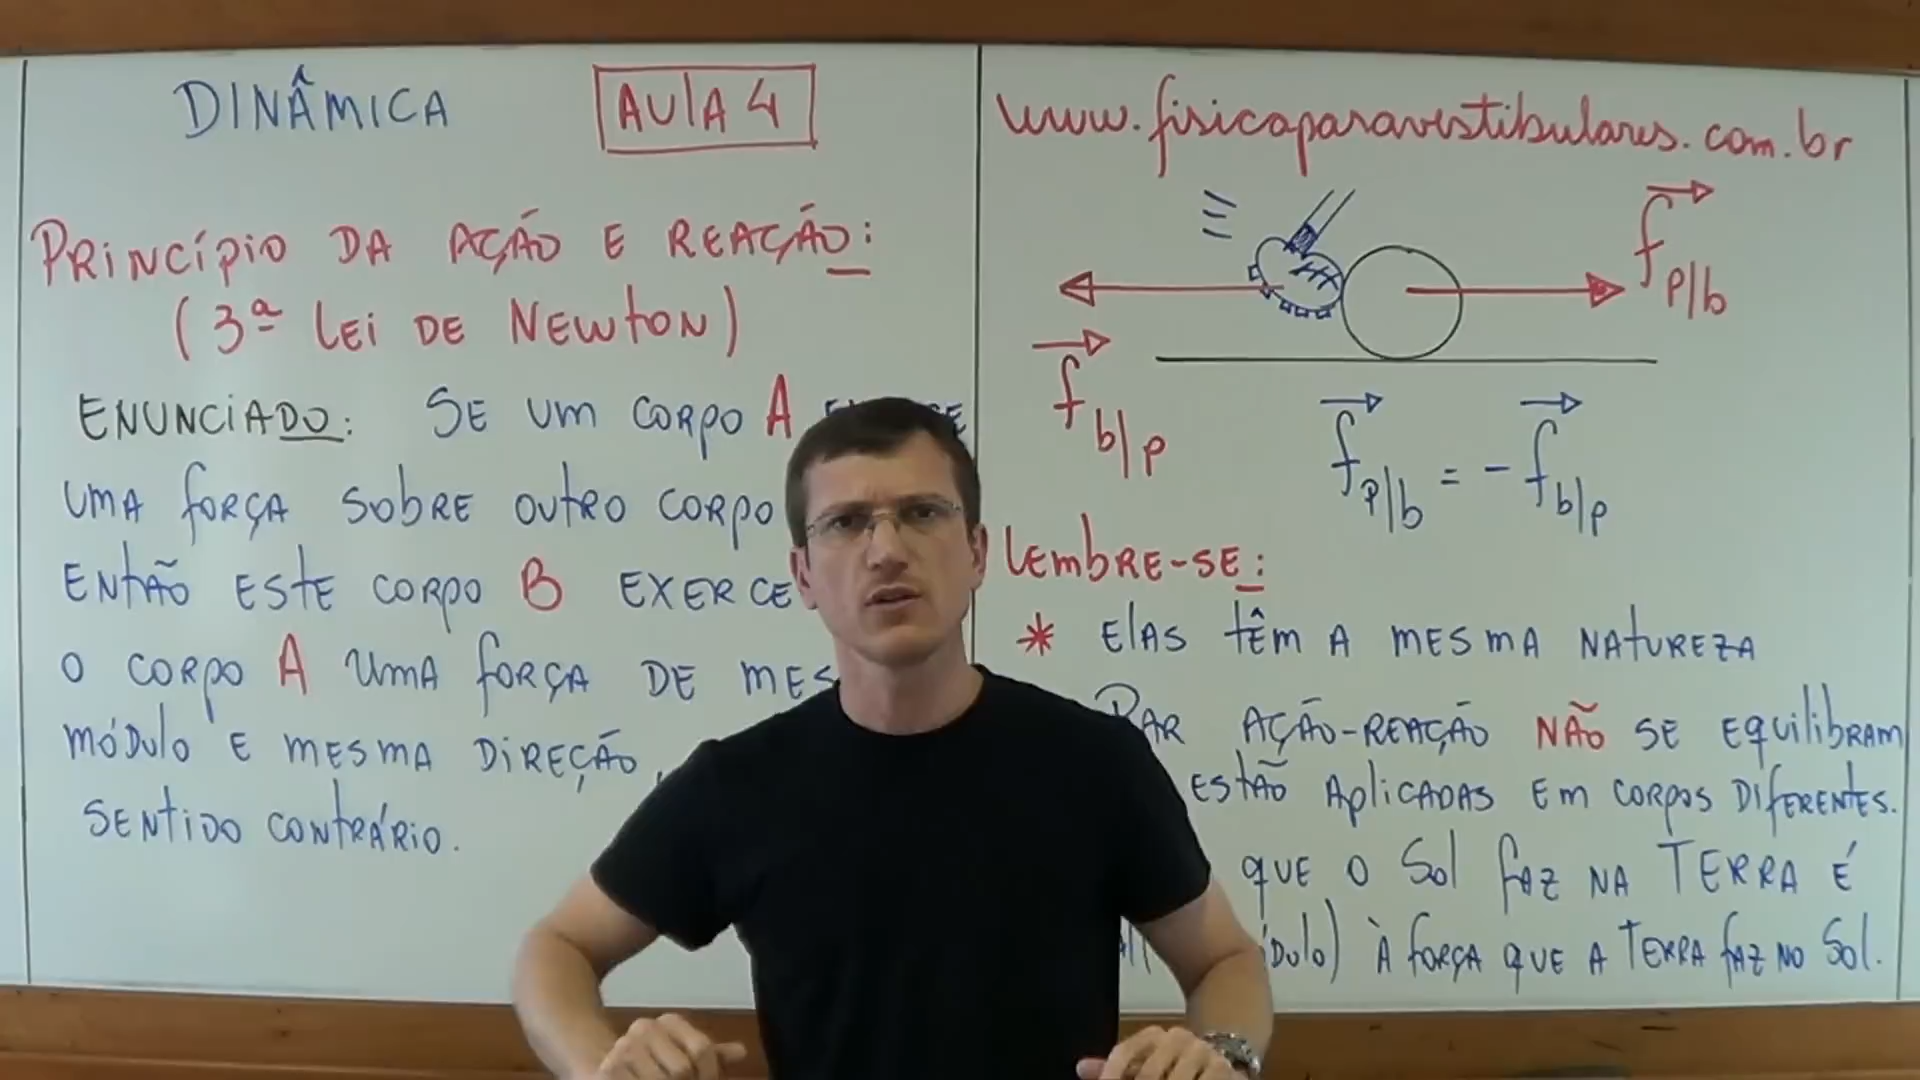 DINÂMICA
AULA 4
PRINCÍPIO DA AÇÃO E REAÇÃO:
(3ª LEI DE NEWTON)
ENUNCIADO: SE UM CORPO A
UMA FORÇA SOBRE OUTRO CORPO
ENTÃO ESTE CORPO B EXERCE
O CORPO A UMA FORÇA DE
MÓDULO E MESMA DIREÇÃO,
SENTIDO CONTRÁRIO.
www.fisicaparavestibulares.com.br
f P/b
f b/P
f P/b = - f b/P
LEMBRE-SE:
* ELAS TÊM A MESMA NATUREZA
PAR AÇÃO-REAÇÃO NÃO SE EQUILIBRAM
ESTÃO APLICADAS EM CORPOS DIFERENTES.
QUE O SOL FAZ NA TERRA É
À FORÇA QUE A TERRA FAZ NO SOL.